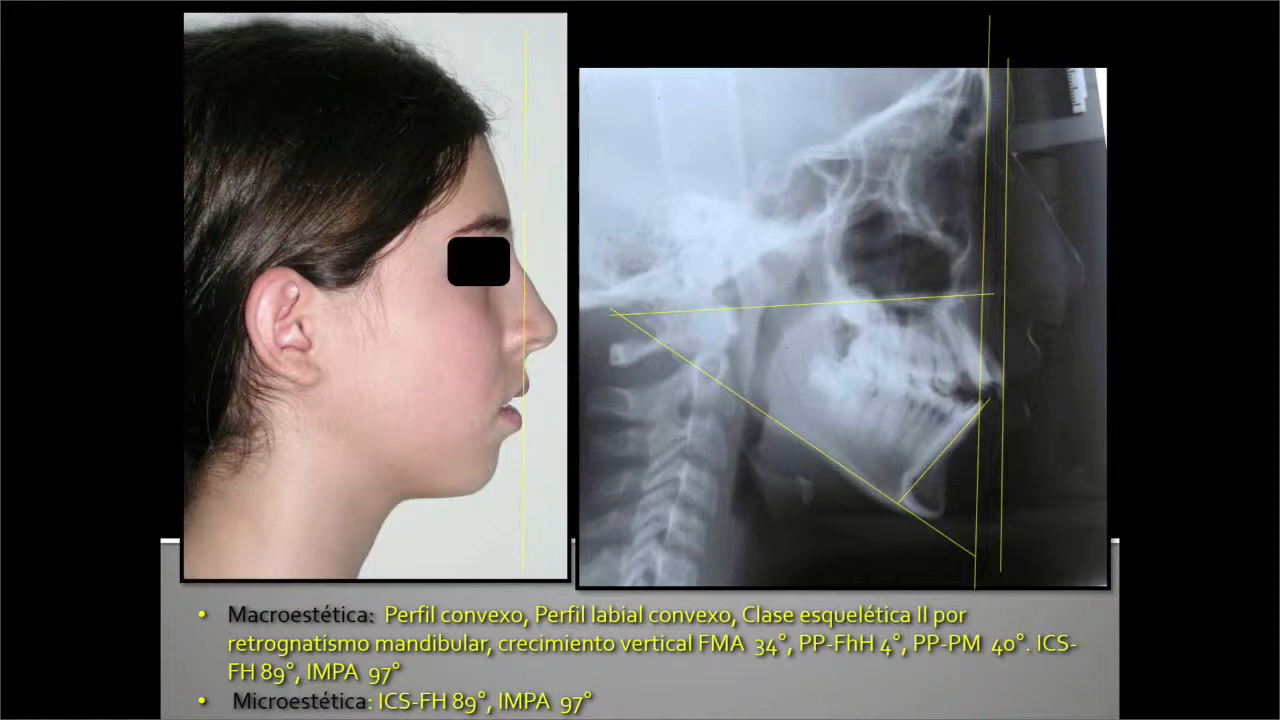 • Macroestética: Perfil convexo, Perfil labial convexo, Clase esquelética II por
retrognatismo mandibular, crecimiento vertical FMA 34°, PP-FhH 4°, PP-PM 40°. ICS-
FH 89°, IMPA 97°
• Microestética: ICS-FH 89°, IMPA 97°